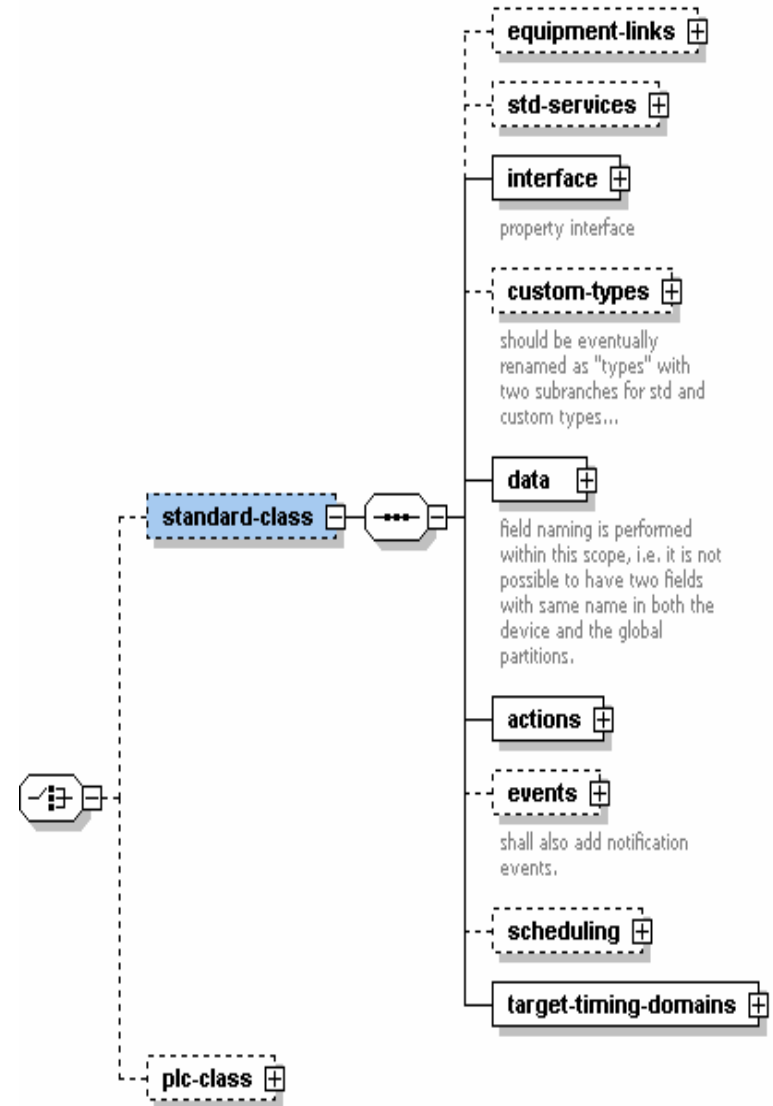 equipment-links
std-services
interface
property interface
custom-types
should be eventually
renamed as "types" with
two subranches for std and
custom types...
data
field naming is performed
within this scope, i.e. it is not
possible to have two fields
with same name in both the
device and the global
partitions.
standard-class
actions
events
shall also add notification
events.
scheduling
target-timing-domains
plc-class